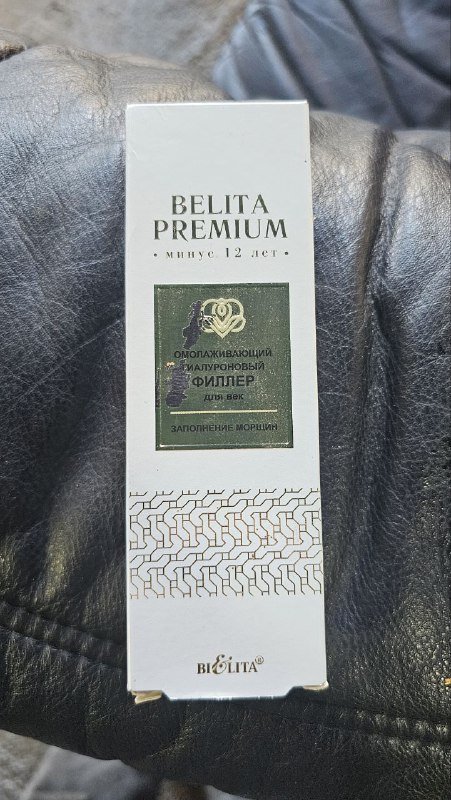 BELITA
PREMIUM
• минус 12 лет •
ОМОЛАЖИВАЮЩИЙ
ГИАЛУРОНОВЫЙ
ФИЛЛЕР
для век
ЗАПОЛНЕНИЕ МОРЩИН
BIELITA®